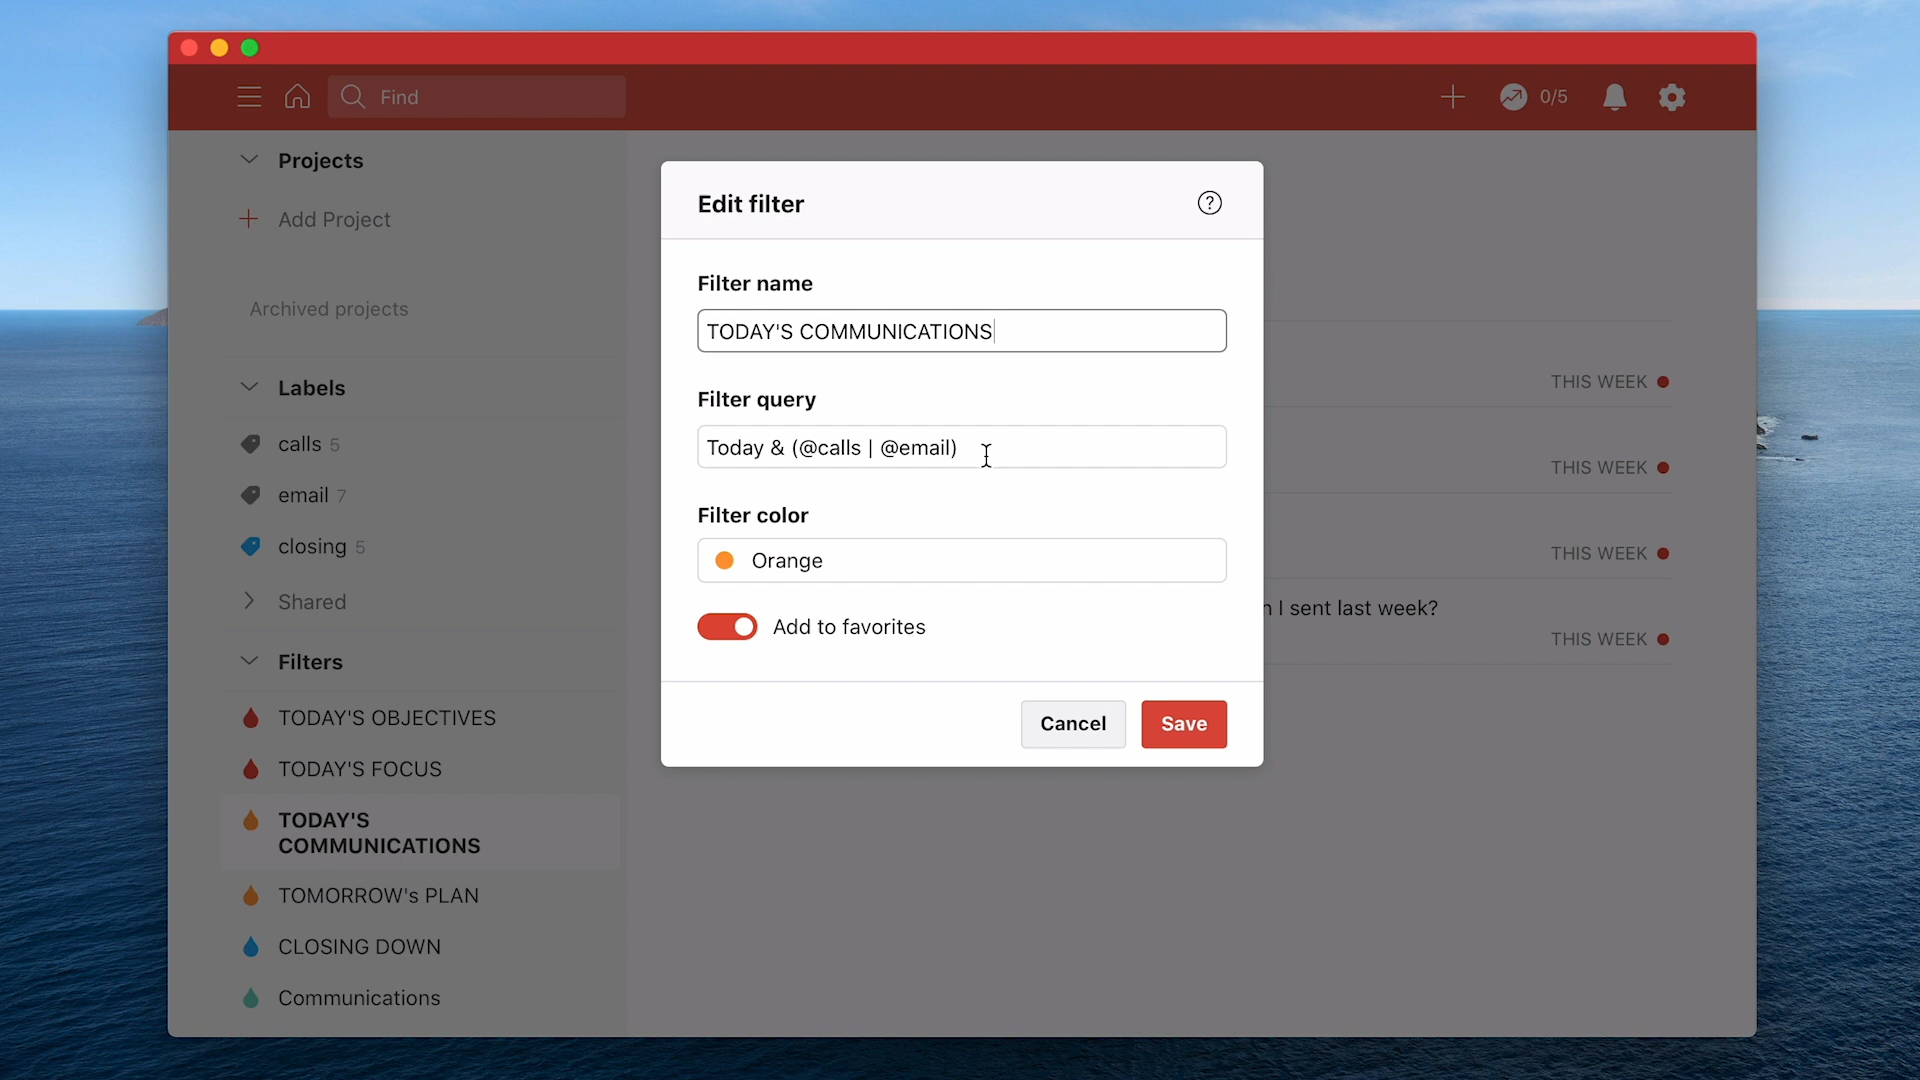 Find
0/5
Projects
Add Project
Archived projects
Labels
calls 5
email 7
closing 5
Shared
Filters
TODAY'S OBJECTIVES
TODAY'S FOCUS
TODAY'S
COMMUNICATIONS
TOMORROW's PLAN
CLOSING DOWN
Communications
Edit filter
?
Filter name
TODAY'S COMMUNICATIONS
Filter query
Today & (@calls | @email)
Filter color
Orange
Add to favorites
Cancel
Save
THIS WEEK
THIS WEEK
THIS WEEK
I sent last week?
THIS WEEK